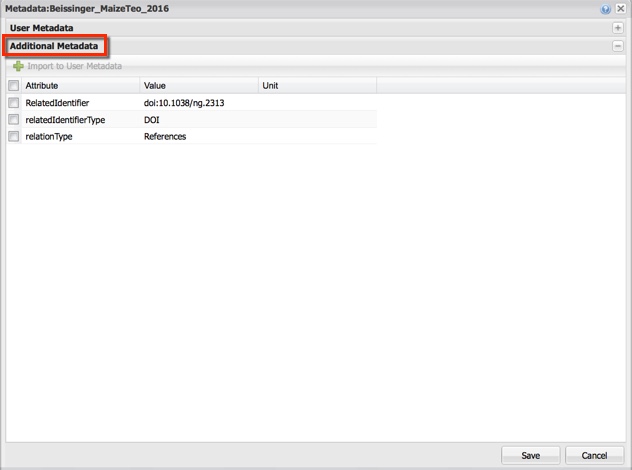 Metadata:Beissinger_MaizeTeo_2016
User Metadata
Additional Metadata
Import to User Metadata
Attribute Value Unit
RelatedIdentifier doi:10.1038/ng.2313
relatedIdentifierType DOI
relationType References
Save Cancel